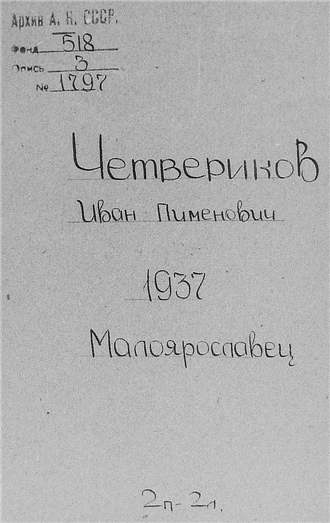 Архив А. Н. СССР.
Фонд 518
Опись 3
№ 1797
Четвериков
Иван Пименович
1937
Малоярославец
2п-2л.